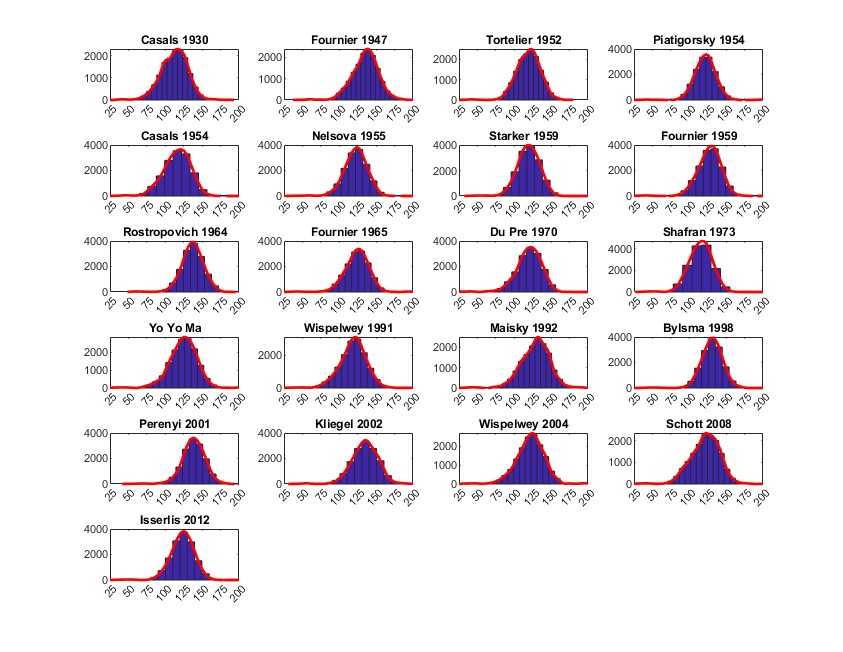 Casals 1930 Fournier 1947 Tortelier 1952 Piatigorsky 1954
2000 2000 2000 4000
1000 1000 1000 2000
0 0 0 0
25 50 75 100 125 150 175 200 25 50 75 100 125 150 175 200 25 50 75 100 125 150 175 200 25 50 75 100 125 150 175 200
Casals 1954 Nelsova 1955 Starker 1959 Fournier 1959
4000 4000 4000 4000
2000 2000 2000 2000
0 0 0 0
25 50 75 100 125 150 175 200 25 50 75 100 125 150 175 200 25 50 75 100 125 150 175 200 25 50 75 100 125 150 175 200
Rostropovich 1964 Fournier 1965 Du Pre 1970 Shafran 1973
4000 4000 4000 4000
2000 2000 2000 2000
0 0 0 0
25 50 75 100 125 150 175 200 25 50 75 100 125 150 175 200 25 50 75 100 125 150 175 200 25 50 75 100 125 150 175 200
Yo Yo Ma Wispelwey 1991 Maisky 1992 Bylsma 1998
2000 2000 2000 4000
1000 1000 2000
0 0 0 0
25 50 75 100 125 150 175 200 25 50 75 100 125 150 175 200 25 50 75 100 125 150 175 200 25 50 75 100 125 150 175 200
Perenyi 2001 Kliegel 2002 Wispelwey 2004 Schott 2008
4000 4000 2000 2000
2000 2000 1000 1000
0 0 0 0
25 50 75 100 125 150 175 200 25 50 75 100 125 150 175 200 25 50 75 100 125 150 175 200 25 50 75 100 125 150 175 200
Isserlis 2012
4000
2000
0
25 50 75 100 125 150 175 200